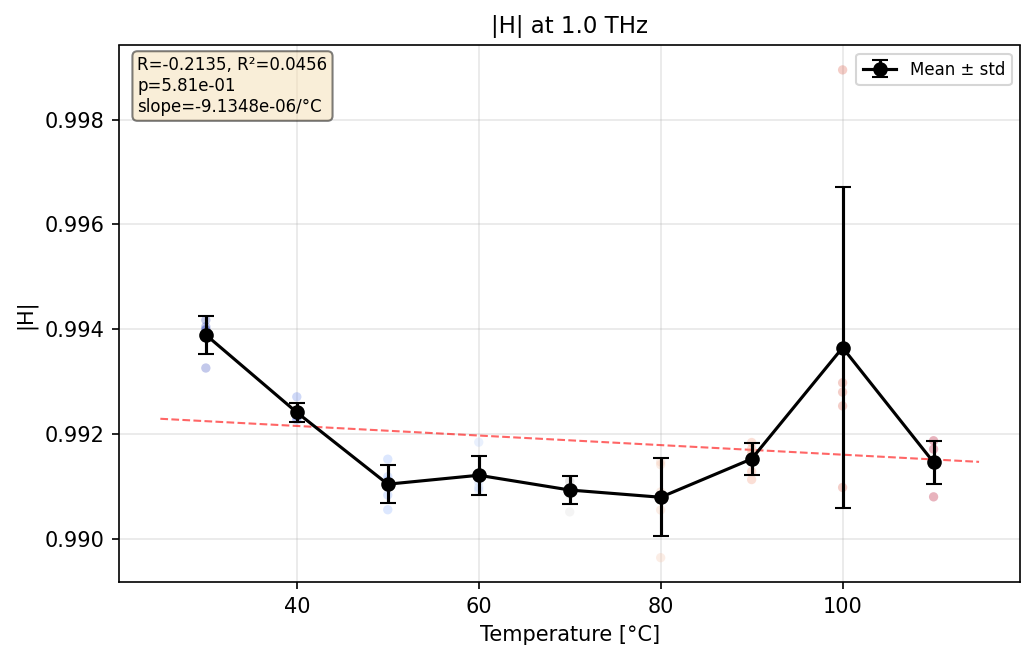 |H| at 1.0 THz
R=-0.2135, R²=0.0456
p=5.81e-01
slope=-9.1348e-06/°C
Mean ± std
0.998
0.996
0.994
0.992
0.990
|H|
40
60
80
100
Temperature [°C]